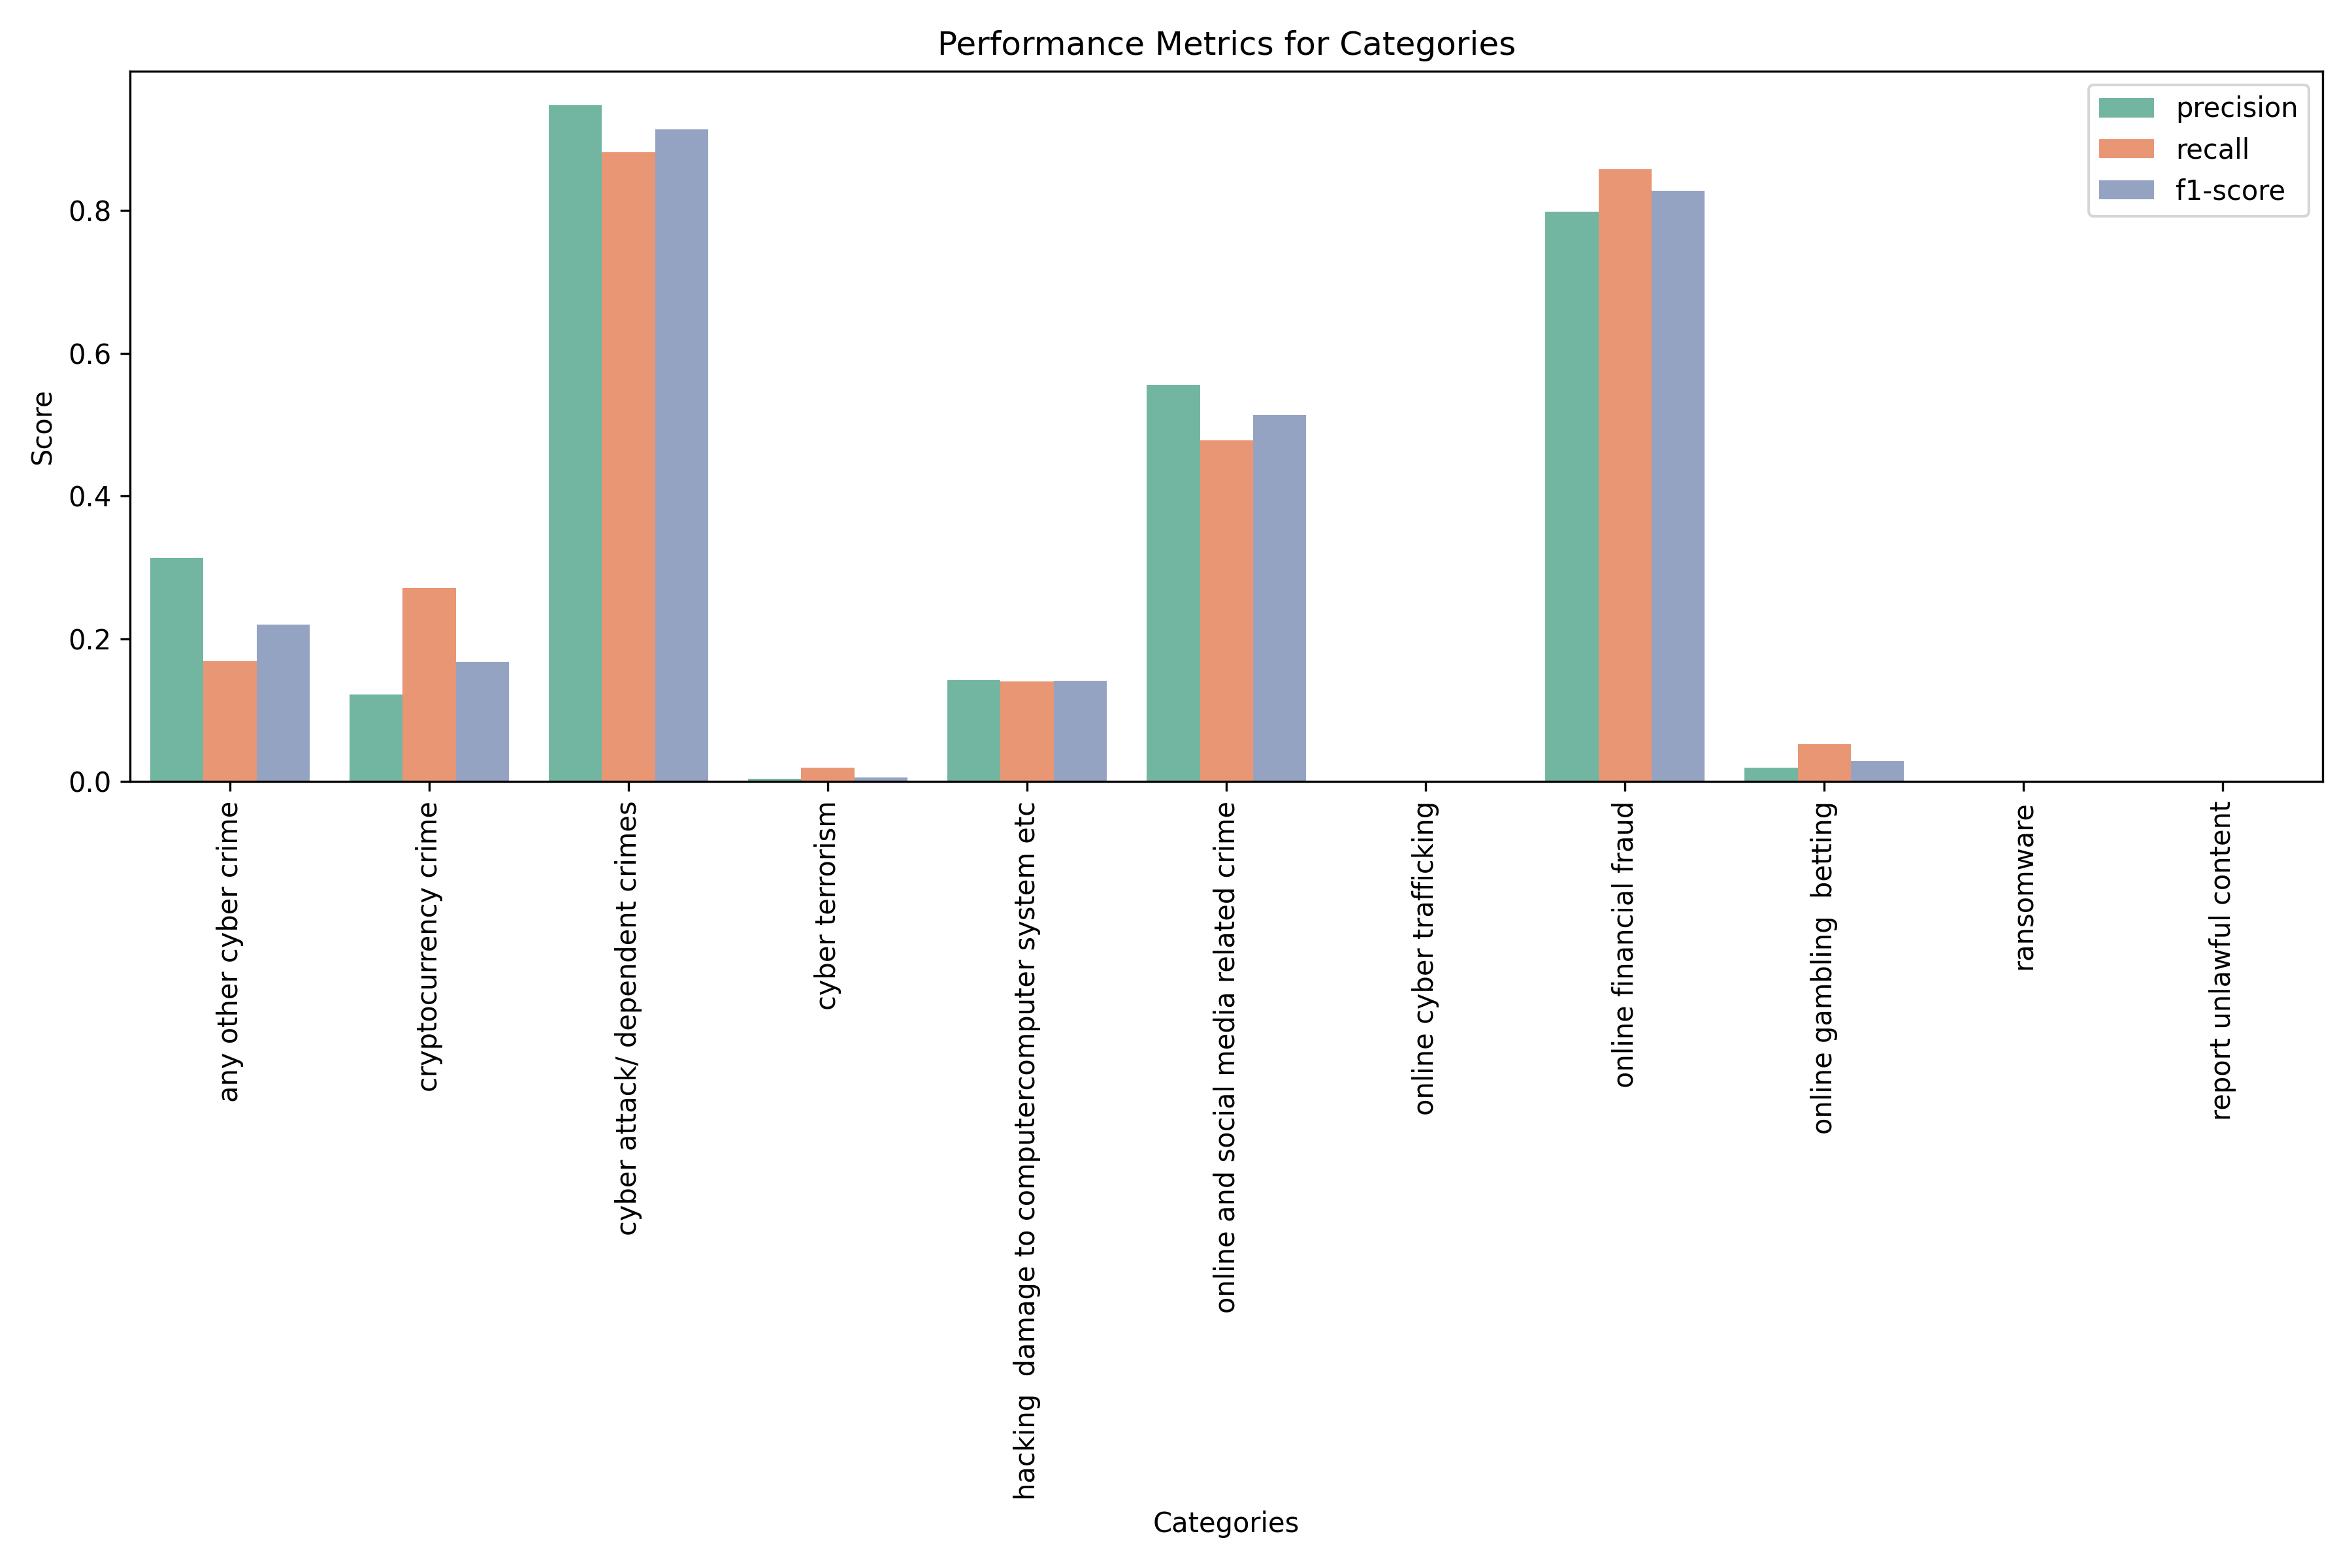 Performance Metrics for Categories
precision
recall
f1-score
Score
0.8
0.6
0.4
0.2
0.0
any other cyber crime
cryptocurrency crime
cyber attack/ dependent crimes
cyber terrorism
hacking  damage to computercomputer system etc
online and social media related crime
online cyber trafficking
online financial fraud
online gambling  betting
ransomware
report unlawful content
Categories